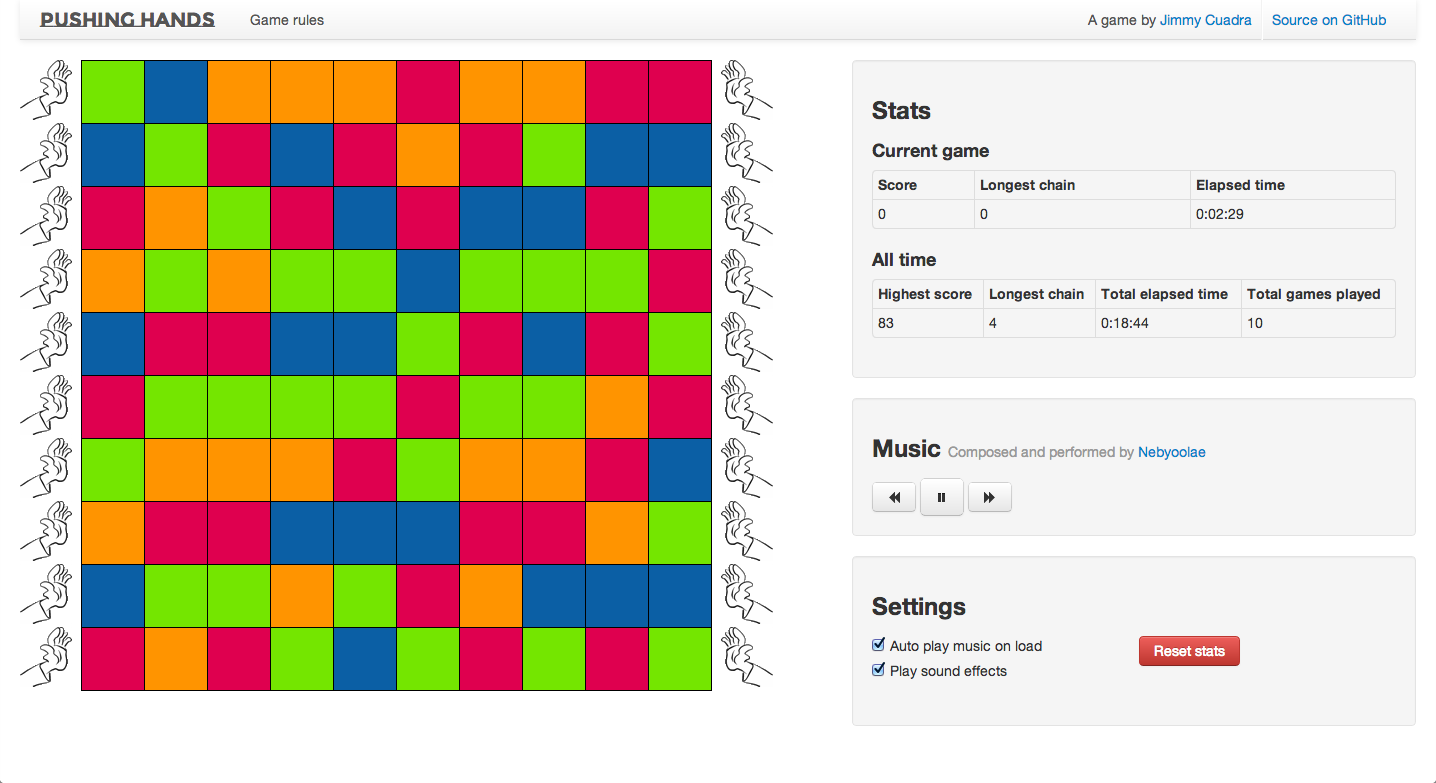 PUSHING HANDS
Game rules
A game by Jimmy Cuadra
Source on GitHub
Stats
Current game
Score Longest chain Elapsed time
0 0 0:02:29
All time
Highest score Longest chain Total elapsed time Total games played
83 4 0:18:44 10
Music Composed and performed by Nebyoolae
Settings
Auto play music on load
Reset stats
Play sound effects